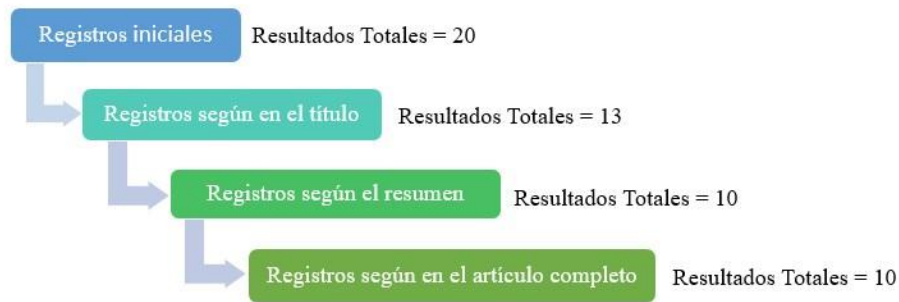 Registros iniciales Resultados Totales = 20
Registros según en el título Resultados Totales = 13
Registros según el resumen Resultados Totales = 10
Registros según en el artículo completo Resultados Totales = 10